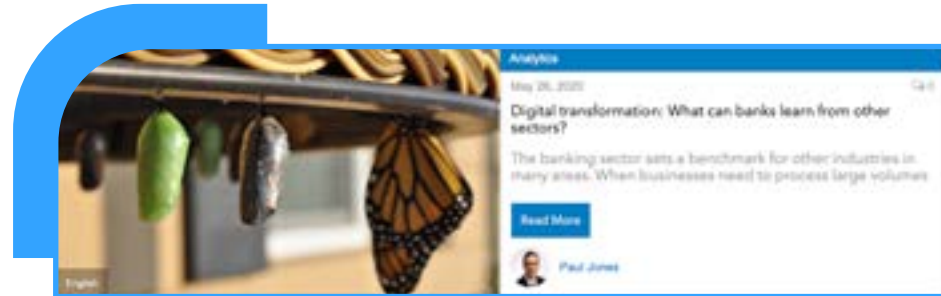 Analytics
May 26, 2020
0
Digital transformation: What can banks learn from other
sectors?
The banking sector sets a benchmark for other industries in
many areas. When businesses need to process large volumes
Read More
Paul Jones
English